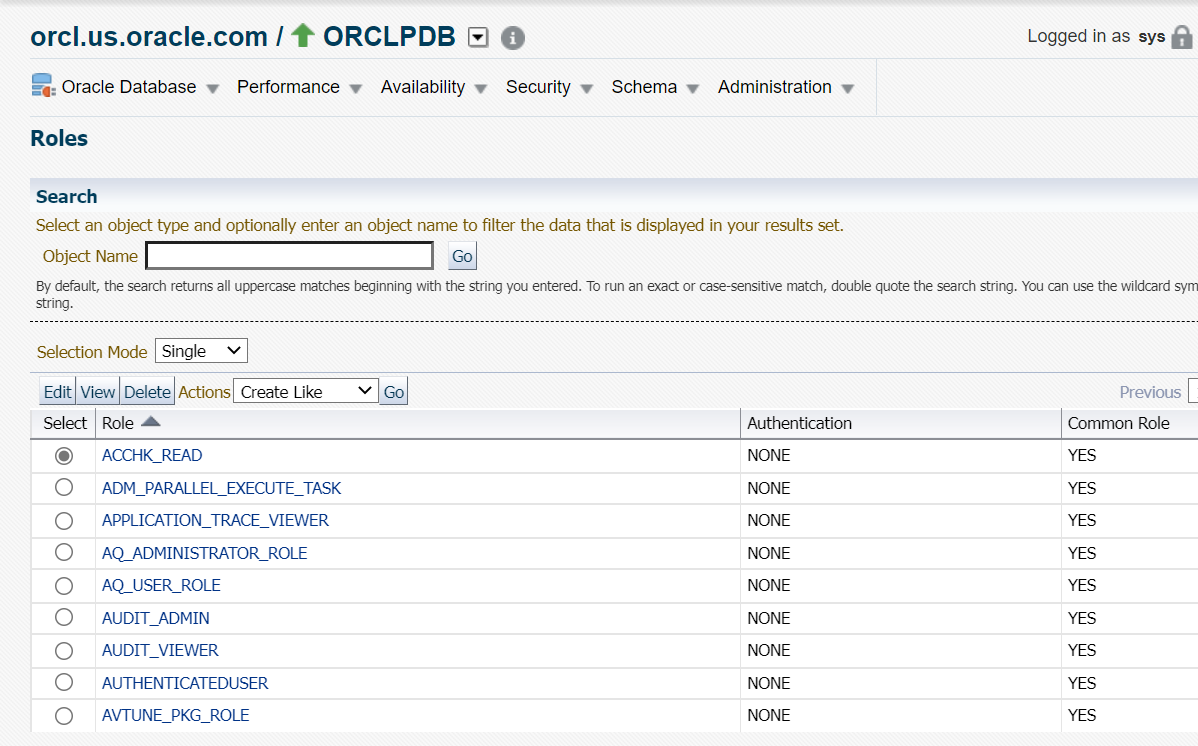 orcl.us.oracle.com / ORCLPDB
Logged in as sys
Oracle Database Performance Availability Security Schema Administration
Roles
Search
Select an object type and optionally enter an object name to filter the data that is displayed in your results set.
Object Name Go
By default, the search returns all uppercase matches beginning with the string you entered. To run an exact or case-sensitive match, double quote the search string. You can use the wildcard sym
string.
Selection Mode Single
Edit View Delete Actions Create Like Go Previous
Select Role Authentication Common Role
ACCHK_READ NONE YES
ADM_PARALLEL_EXECUTE_TASK NONE YES
APPLICATION_TRACE_VIEWER NONE YES
AQ_ADMINISTRATOR_ROLE NONE YES
AQ_USER_ROLE NONE YES
AUDIT_ADMIN NONE YES
AUDIT_VIEWER NONE YES
AUTHENTICATEDUSER NONE YES
AVTUNE_PKG_ROLE NONE YES